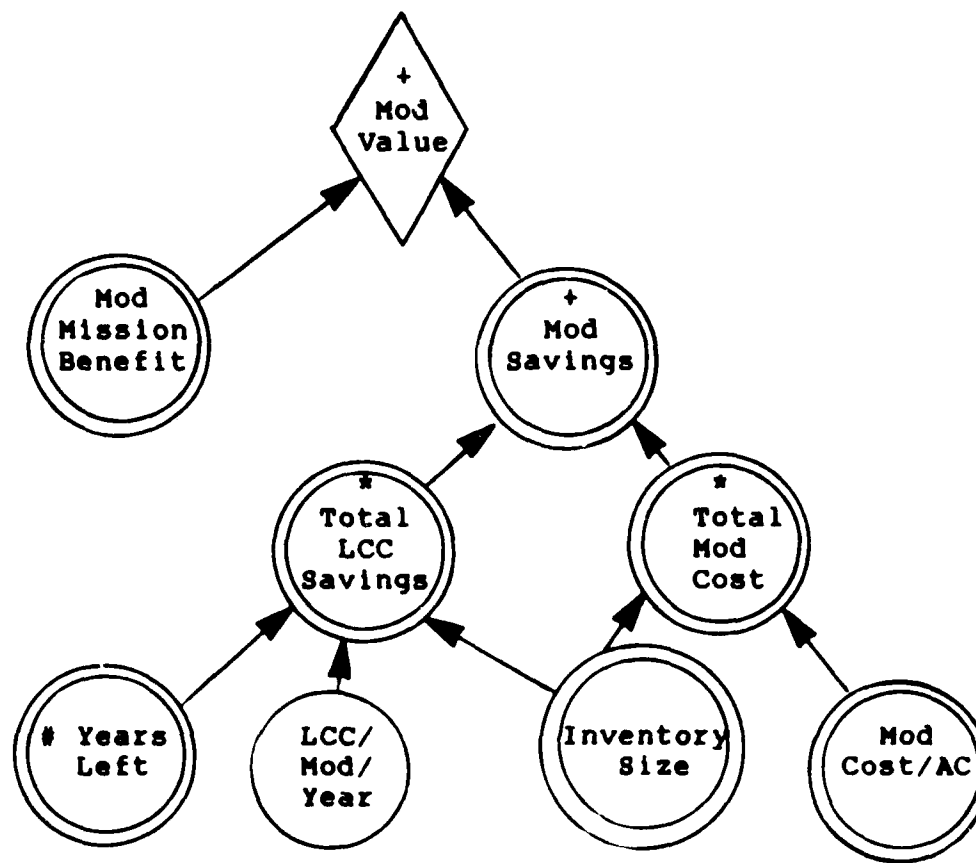 +
Mod
Value
Mod
Mission
Benefit
+
Mod
Savings
*
Total
LCC
Savings
*
Total
Mod
Cost
# Years
Left
LCC/
Mod/
Year
Inventory
Size
Mod
Cost/AC